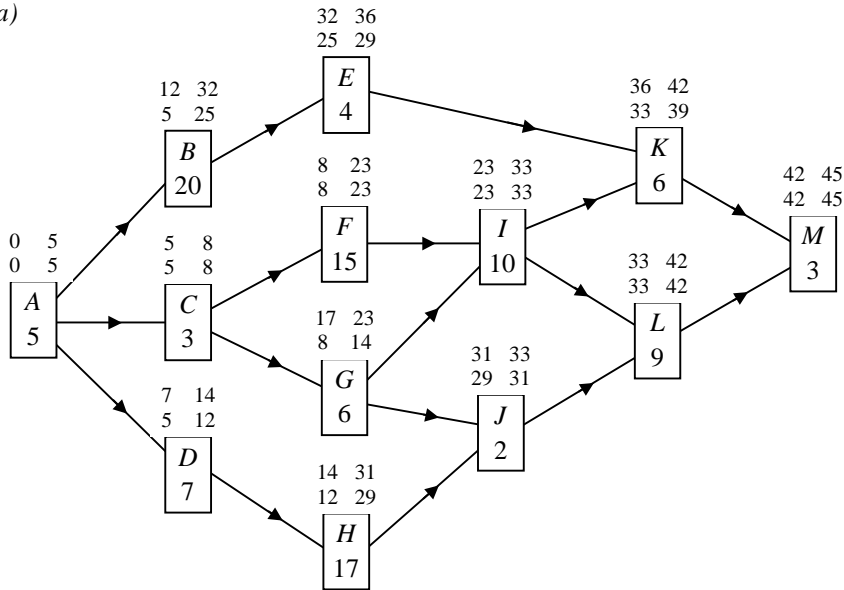 a)
0 5
0 5
A
5
12 32
5 25
B
20
5 8
5 8
C
3
7 14
5 12
D
7
32 36
25 29
E
4
8 23
8 23
F
15
17 23
8 14
G
6
14 31
12 29
H
17
23 33
23 33
I
10
31 33
29 31
J
2
36 42
33 39
K
6
33 42
33 42
L
9
42 45
42 45
M
3